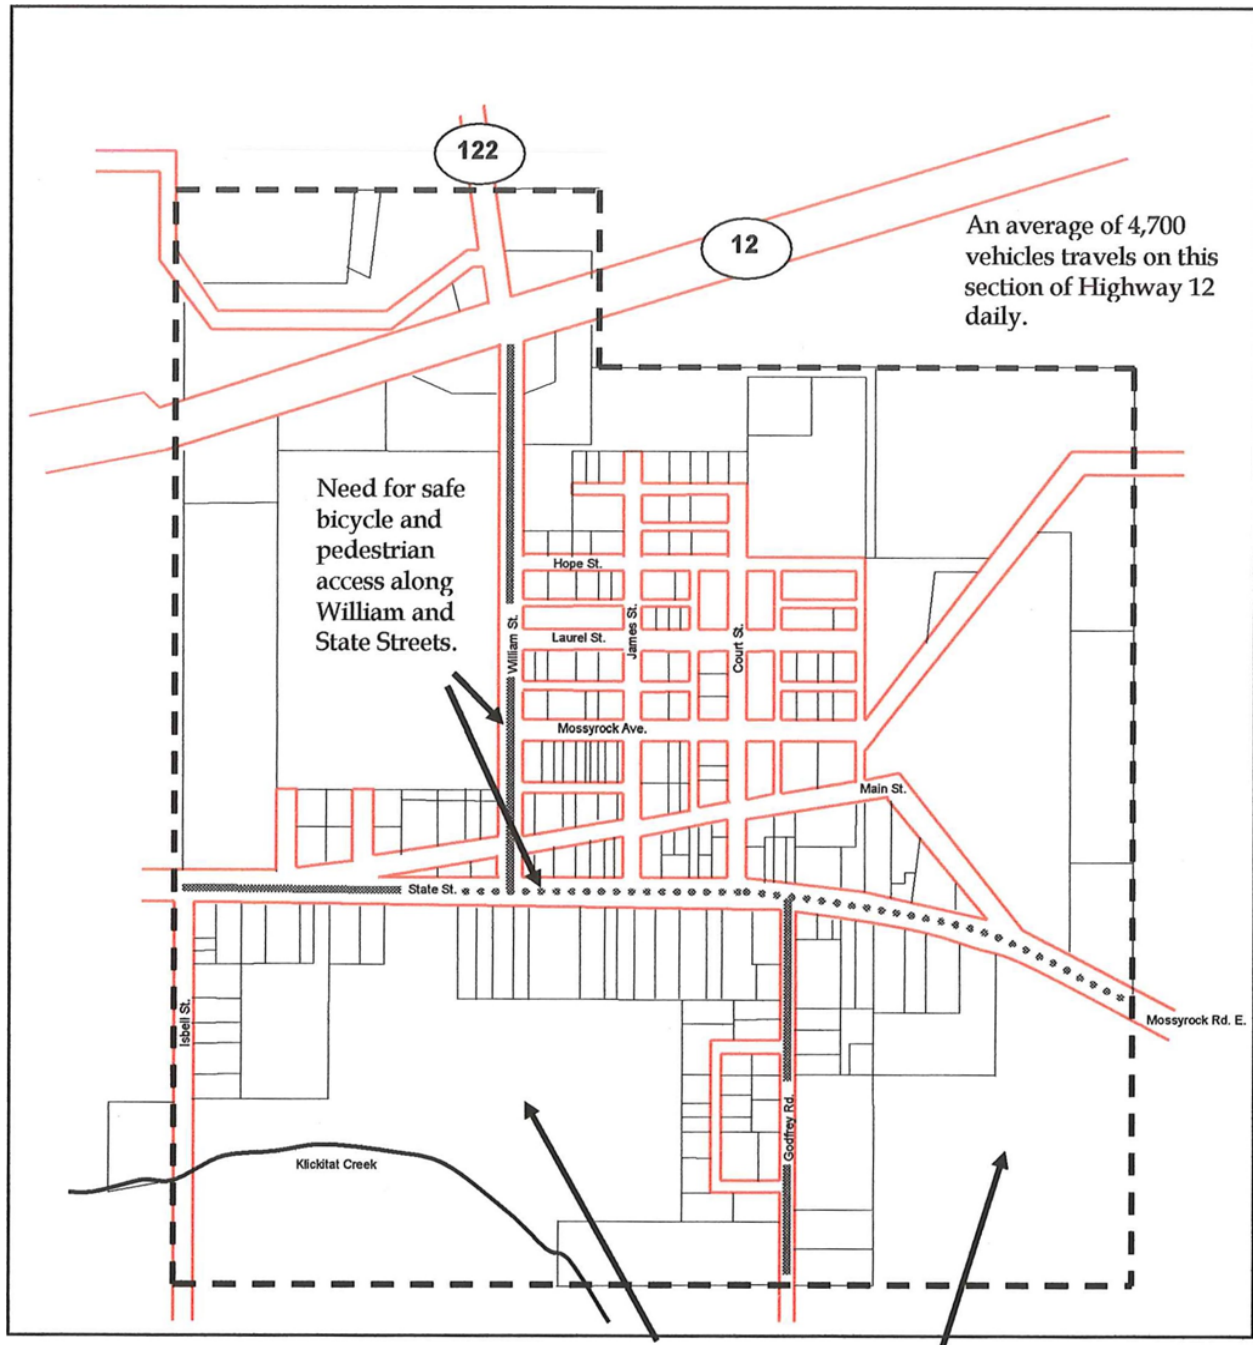 122
12
An average of 4,700
vehicles travels on this
section of Highway 12
daily.
Need for safe
bicycle and
pedestrian
access along
William and
State Streets.
Hope St.
William St.
James St.
Laurel St.
Court St.
Mossyrock Ave.
Main St.
State St.
Isbell St.
Mossyrock Rd. E.
Godfrey Rd.
Klickitat Creek